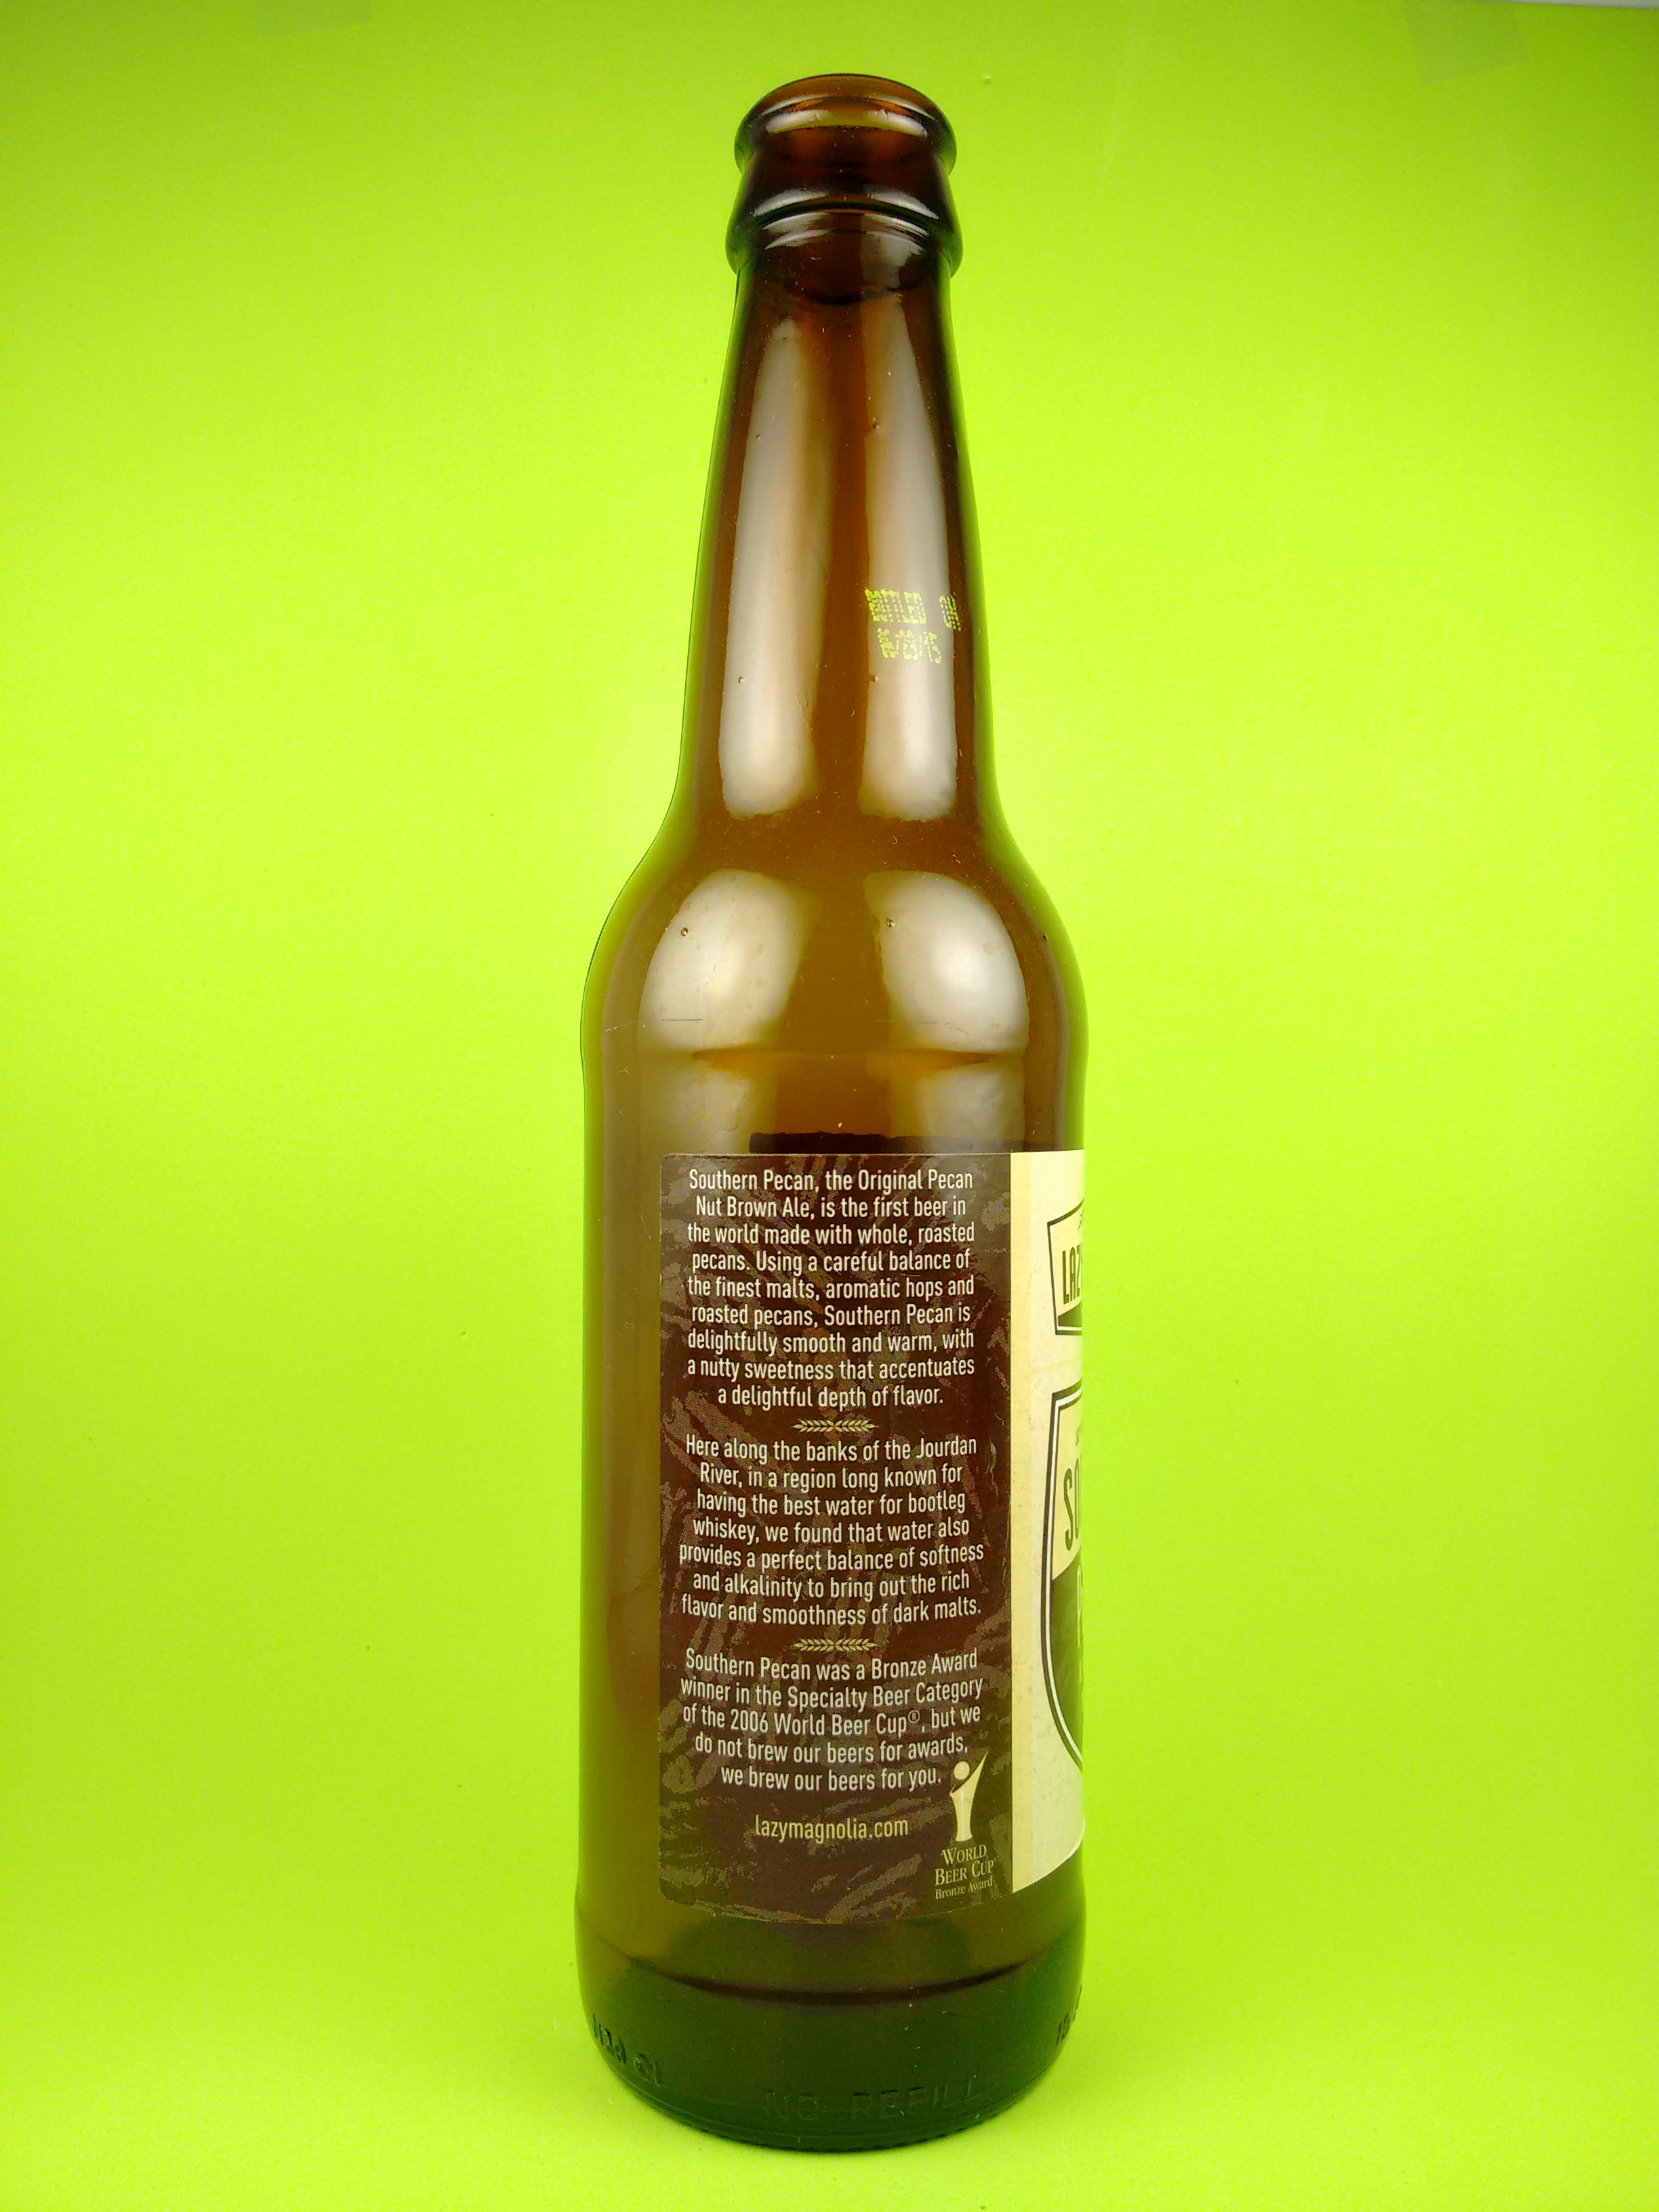 BOTTLED ON
Southern Pecan, the Original Pecan
Nut Brown Ale, is the first beer in
the world made with whole, roasted
pecans. Using a careful balance of
the finest malts, aromatic hops and
roasted pecans, Southern Pecan is
delightfully smooth and warm, with
a nutty sweetness that accentuates
a delightful depth of flavor.
Here along the banks of the Jourdan
River, in a region long known for
having the best water for bootleg
whiskey, we found that water also
provides a perfect balance of softness
and alkalinity to bring out the rich
flavor and smoothness of dark malts.
Southern Pecan was a Bronze Award
winner in the Specialty Beer Category
of the 2006 World Beer Cup®, but we
do not brew our beers for awards,
we brew our beers for you.
lazymagnolia.com
WORLD
BEER CUP
Bronze Award
LAZ
SO
NO REFILL